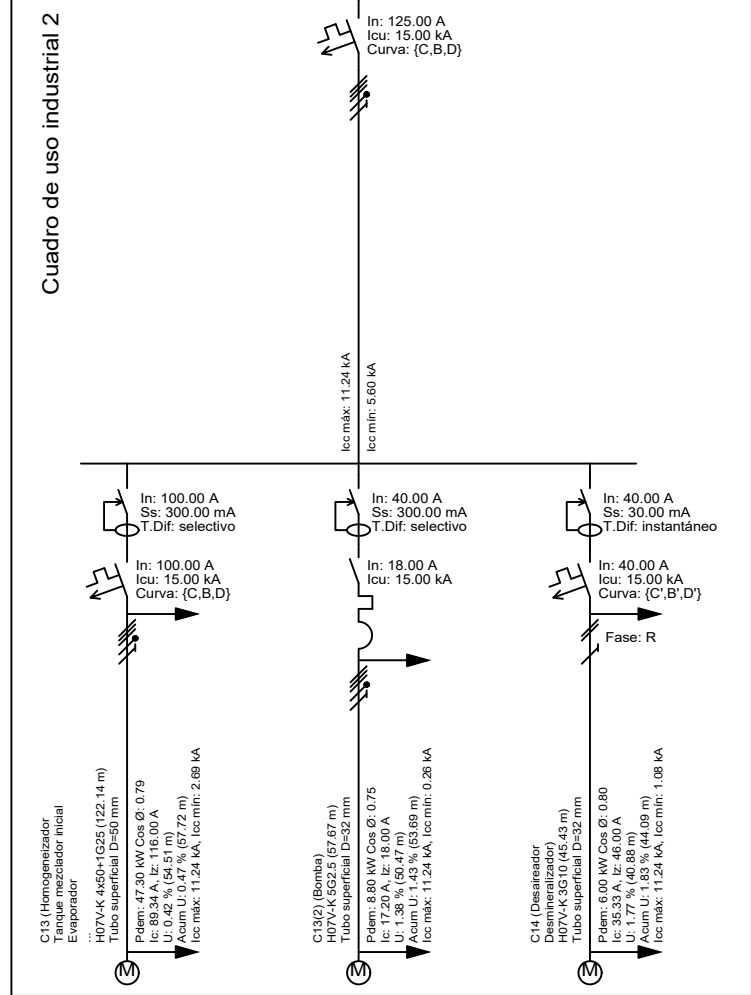 Cuadro de uso industrial 2
In: 125.00 A
Icu: 15.00 kA
Curva: {C,B,D}
Icc máx: 11.24 kA
Icc mín: 5.60 kA
In: 100.00 A
Ss: 300.00 mA
T.Dif: selectivo
In: 100.00 A
Icu: 15.00 kA
Curva: {C,B,D}
C13 (Homogeneizador
Tanque mezclador inicial
Evaporador
...
H07V-K 4x50+1G25 (122.14 m)
Tubo superficial D=50 mm
Pdem: 47.30 kW Cos Ø: 0.79
Ic: 89.34 A, Iz: 116.00 A
U: 0.42 % (54.51 m)
Acum U: 0.47 % (57.72 m)
Icc máx: 11.24 kA, Icc mín: 2.69 kA
M
In: 40.00 A
Ss: 300.00 mA
T.Dif: selectivo
In: 18.00 A
Icu: 15.00 kA
C13(2) (Bomba)
H07V-K 5G2.5 (57.67 m)
Tubo superficial D=32 mm
Pdem: 8.80 kW Cos Ø: 0.75
Ic: 17.20 A, Iz: 18.00 A
U: 1.38 % (50.47 m)
Acum U: 1.43 % (53.69 m)
Icc máx: 11.24 kA, Icc mín: 0.26 kA
M
In: 40.00 A
Ss: 30.00 mA
T.Dif: instantáneo
In: 40.00 A
Icu: 15.00 kA
Curva: {C',B',D'}
Fase: R
C14 (Desaireador
Desmineralizador)
H07V-K 3G10 (45.43 m)
Tubo superficial D=32 mm
Pdem: 6.00 kW Cos Ø: 0.80
Ic: 35.33 A, Iz: 46.00 A
U: 1.77 % (40.88 m)
Acum U: 1.83 % (44.09 m)
Icc máx: 11.24 kA, Icc mín: 1.08 kA
M